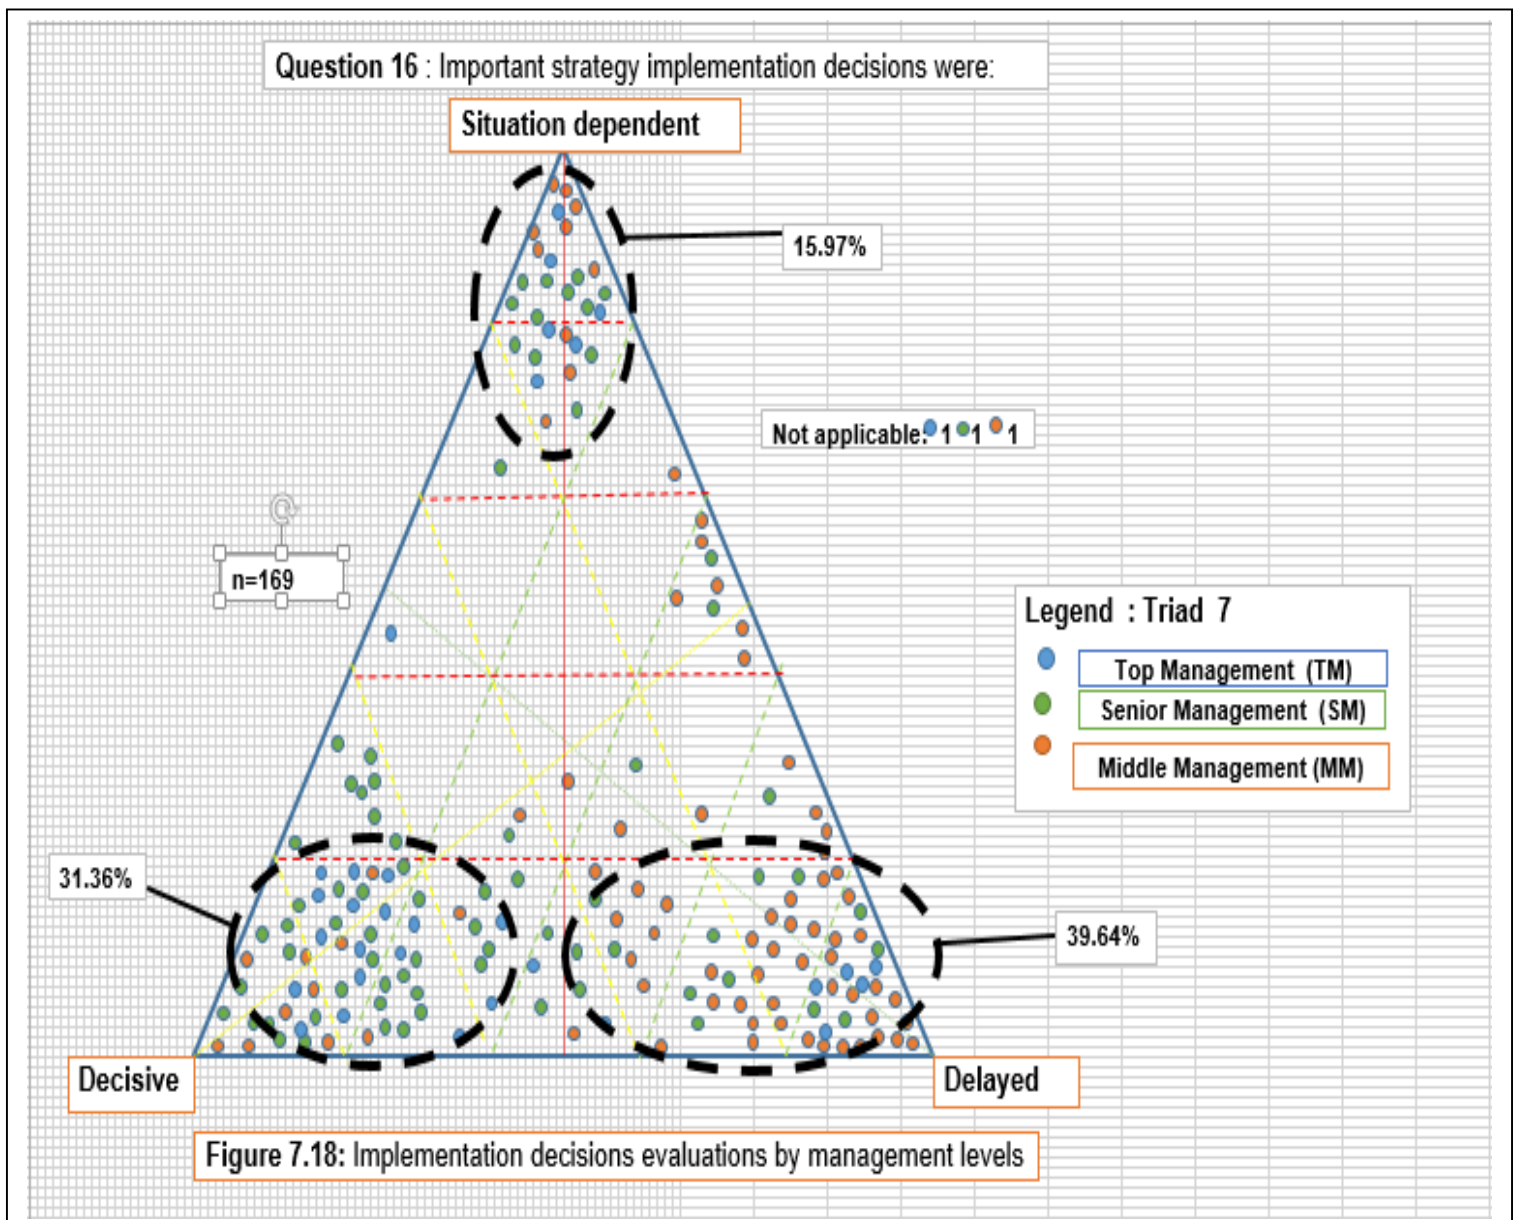 Question 16 : Important strategy implementation decisions were:
Situation dependent
15.97%
Not applicable: 1 1 1
n=169
Legend : Triad 7
Top Management (TM)
Senior Management (SM)
Middle Management (MM)
31.36%
39.64%
Decisive
Delayed
Figure 7.18: Implementation decisions evaluations by management levels